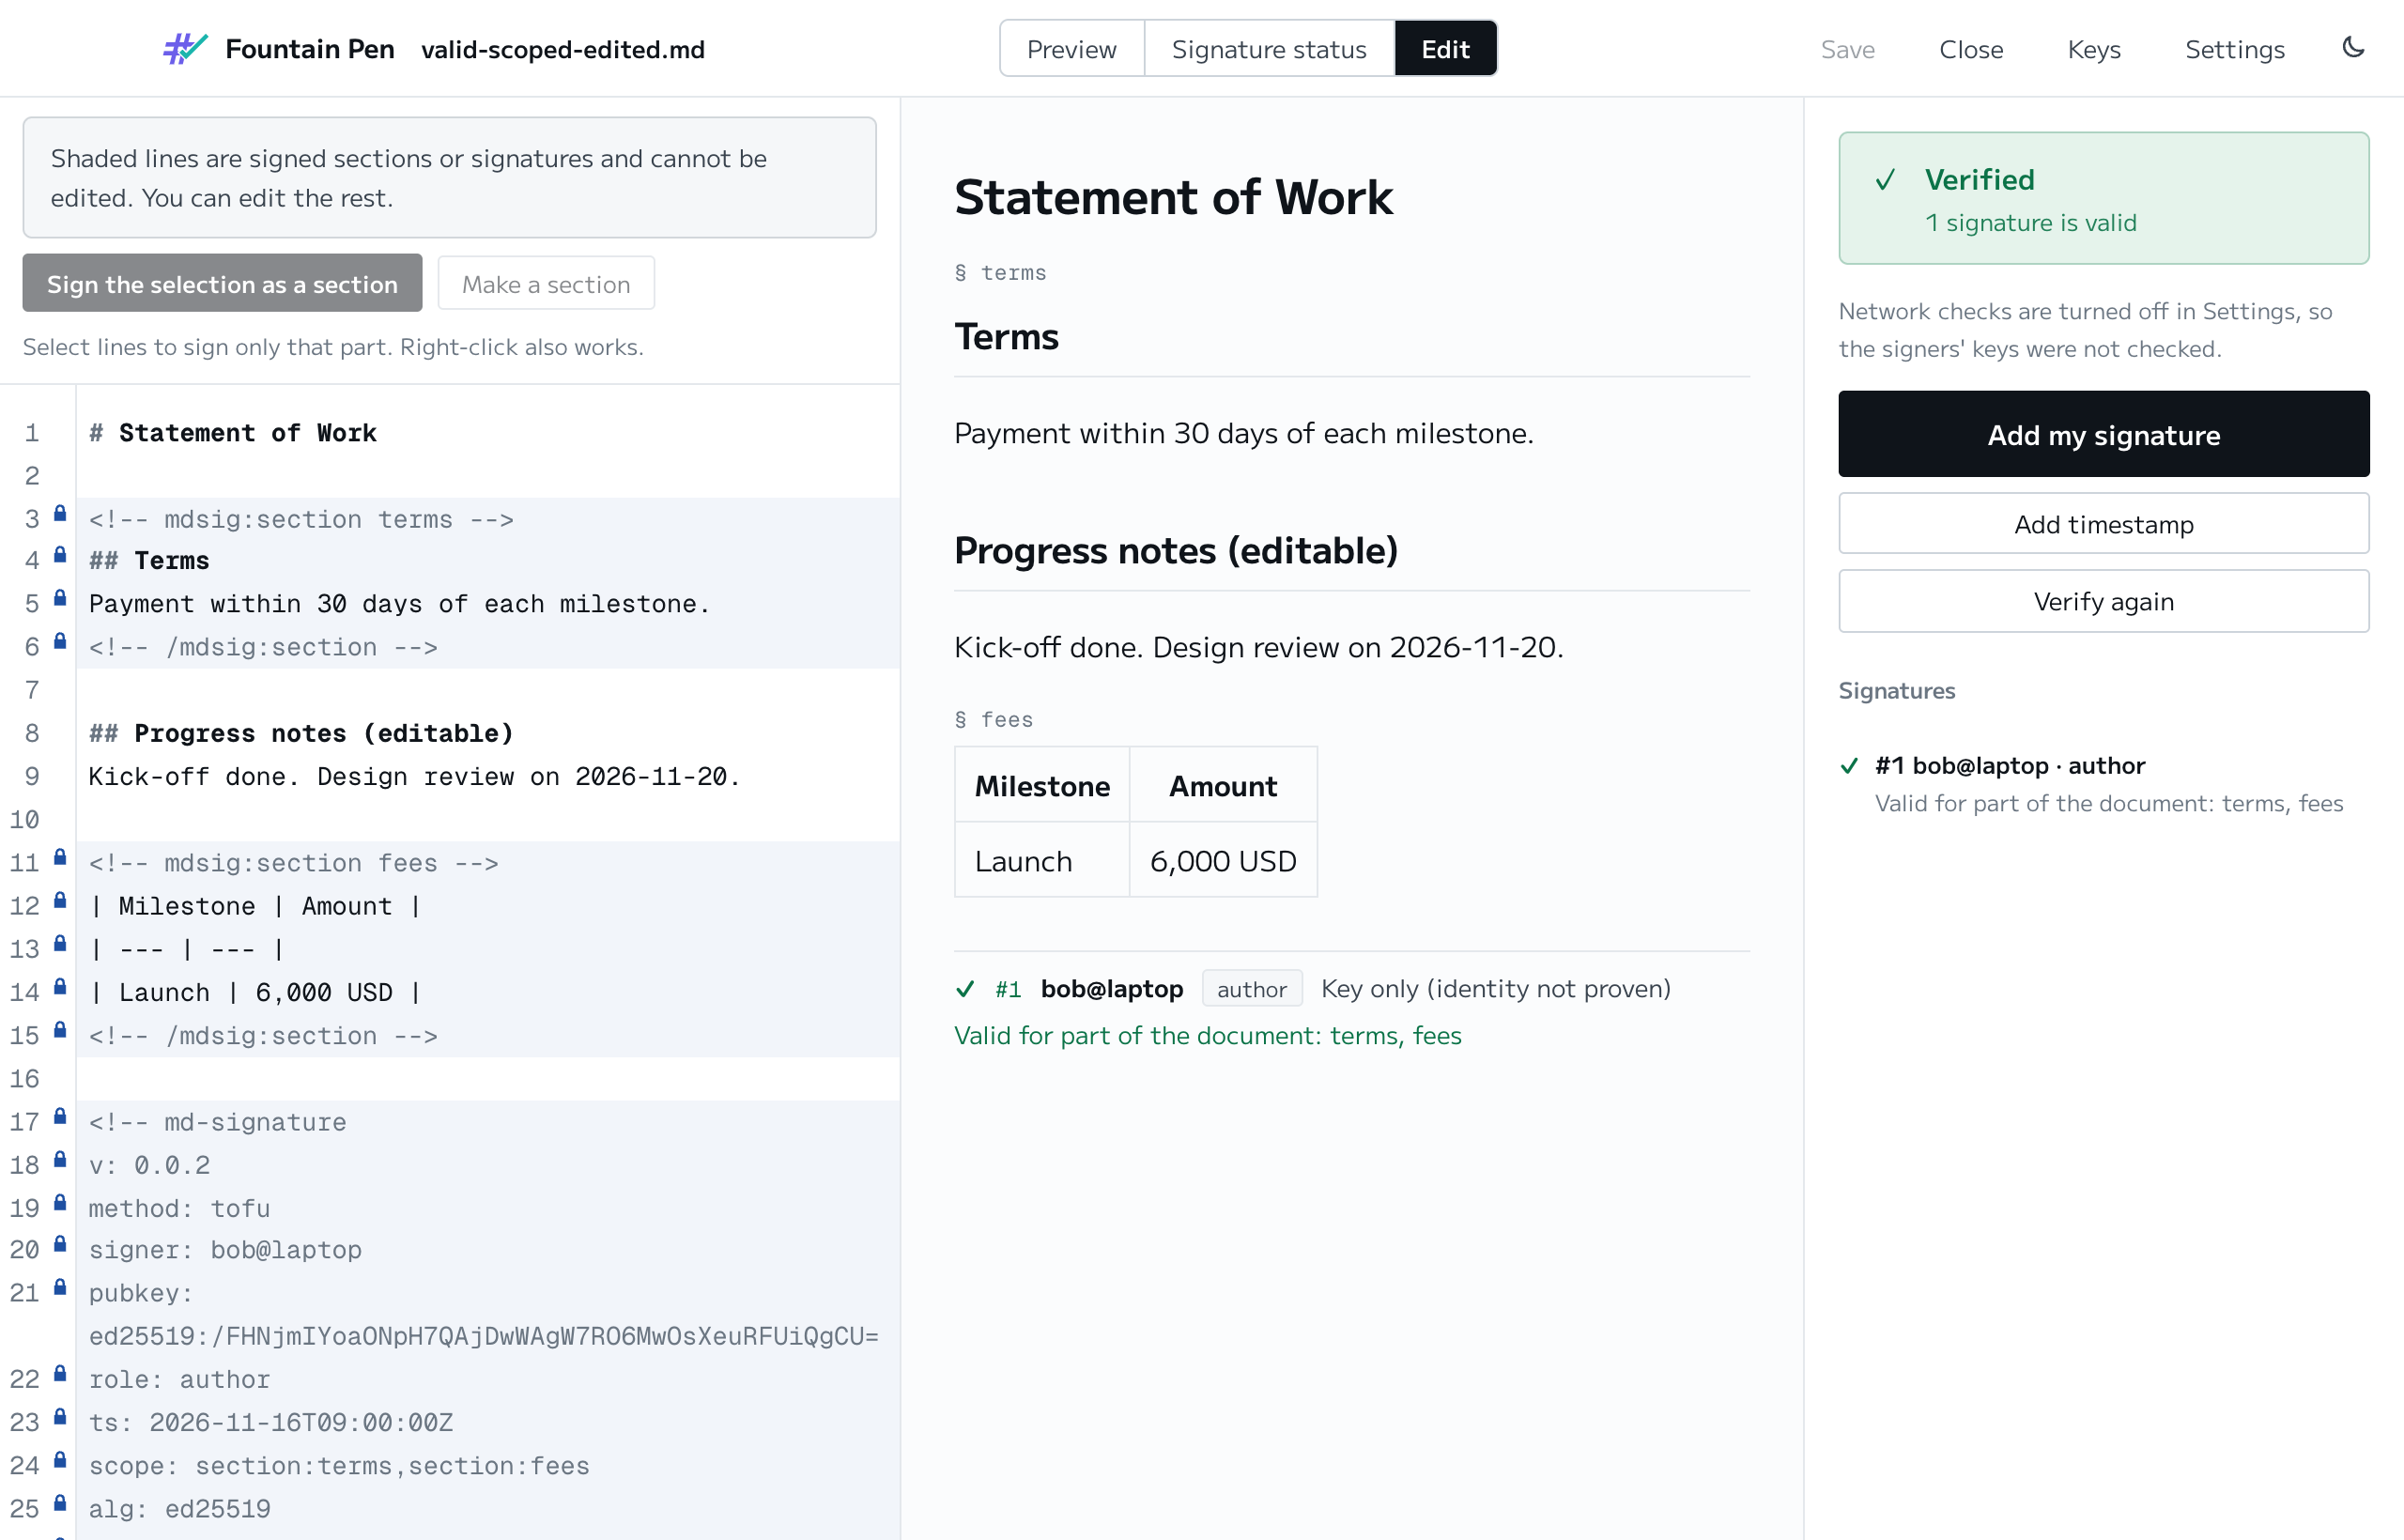 Fountain Pen valid-scoped-edited.md
Preview Signature status Edit
Save Close Keys Settings
Shaded lines are signed sections or signatures and cannot be
edited. You can edit the rest.
Sign the selection as a section
Make a section
Select lines to sign only that part. Right-click also works.
1 # Statement of Work
2
3 <!-- mdsig:section terms -->
4 ## Terms
5 Payment within 30 days of each milestone.
6 <!-- /mdsig:section -->
7
8 ## Progress notes (editable)
9 Kick-off done. Design review on 2026-11-20.
10
11 <!-- mdsig:section fees -->
12 | Milestone | Amount |
13 | --- | --- |
14 | Launch | 6,000 USD |
15 <!-- /mdsig:section -->
16
17 <!-- md-signature
18 v: 0.0.2
19 method: tofu
20 signer: bob@laptop
21 pubkey:
ed25519:/FHNjmIYoaONpH7QAjDwWAgW7RO6MwOsXeuRFUiQgCU=
22 role: author
23 ts: 2026-11-16T09:00:00Z
24 scope: section:terms,section:fees
25 alg: ed25519
Statement of Work
§ terms
Terms
Payment within 30 days of each milestone.
Progress notes (editable)
Kick-off done. Design review on 2026-11-20.
§ fees
Milestone Amount
Launch 6,000 USD
✓ #1 bob@laptop author Key only (identity not proven)
Valid for part of the document: terms, fees
✓ Verified
1 signature is valid
Network checks are turned off in Settings, so
the signers' keys were not checked.
Add my signature
Add timestamp
Verify again
Signatures
✓ #1 bob@laptop · author
Valid for part of the document: terms, fees